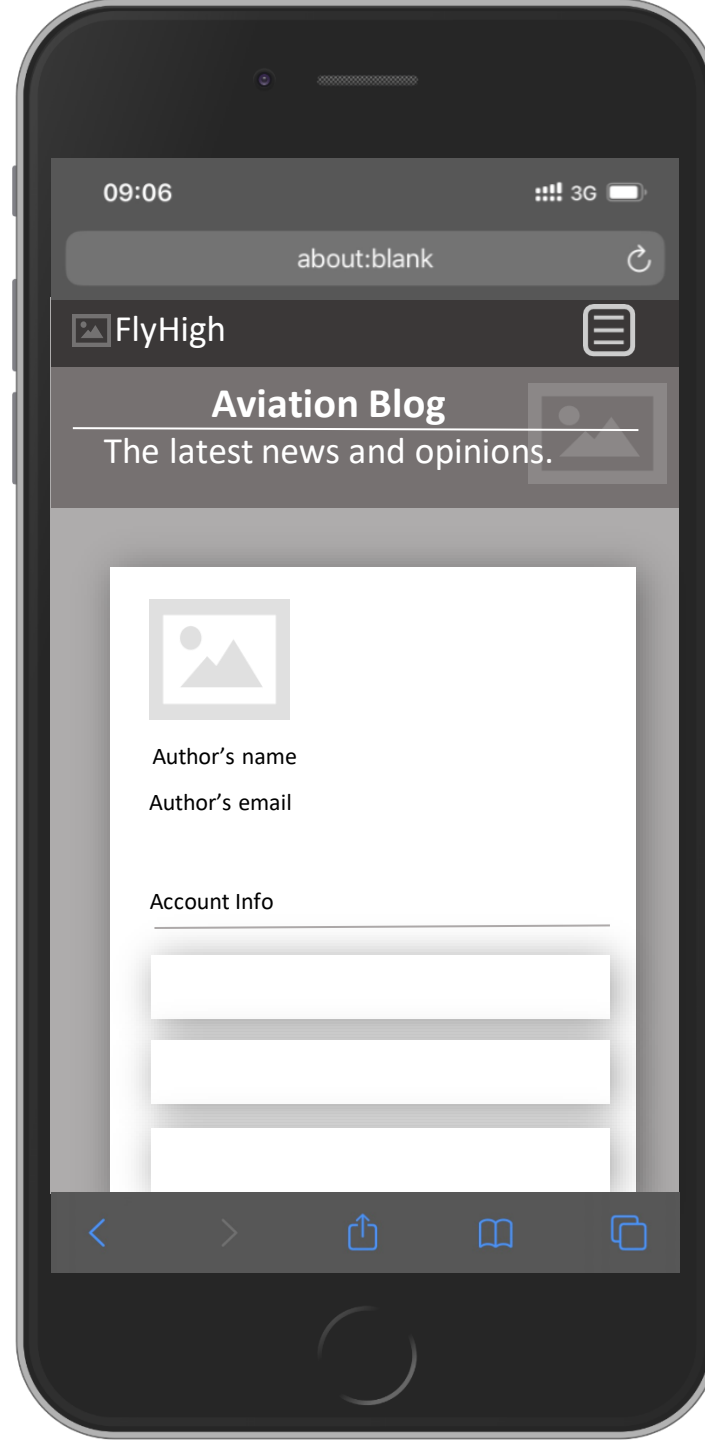 09:06 3G
about:blank
FlyHigh
Aviation Blog
The latest news and opinions.
Author’s name
Author’s email
Account Info